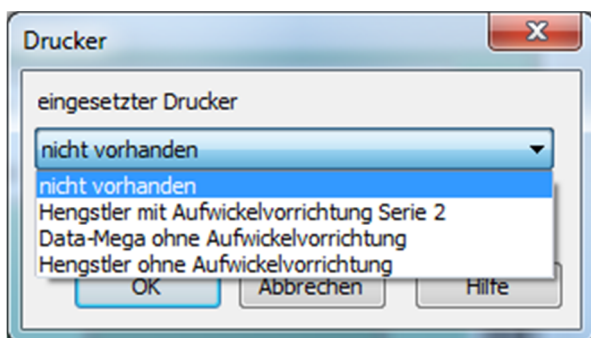 Drucker
eingesetzter Drucker
nicht vorhanden
nicht vorhanden
Hengstler mit Aufwickelvorrichtung Serie 2
Data-Mega ohne Aufwickelvorrichtung
Hengstler ohne Aufwickelvorrichtung
OK Abbrechen Hilfe